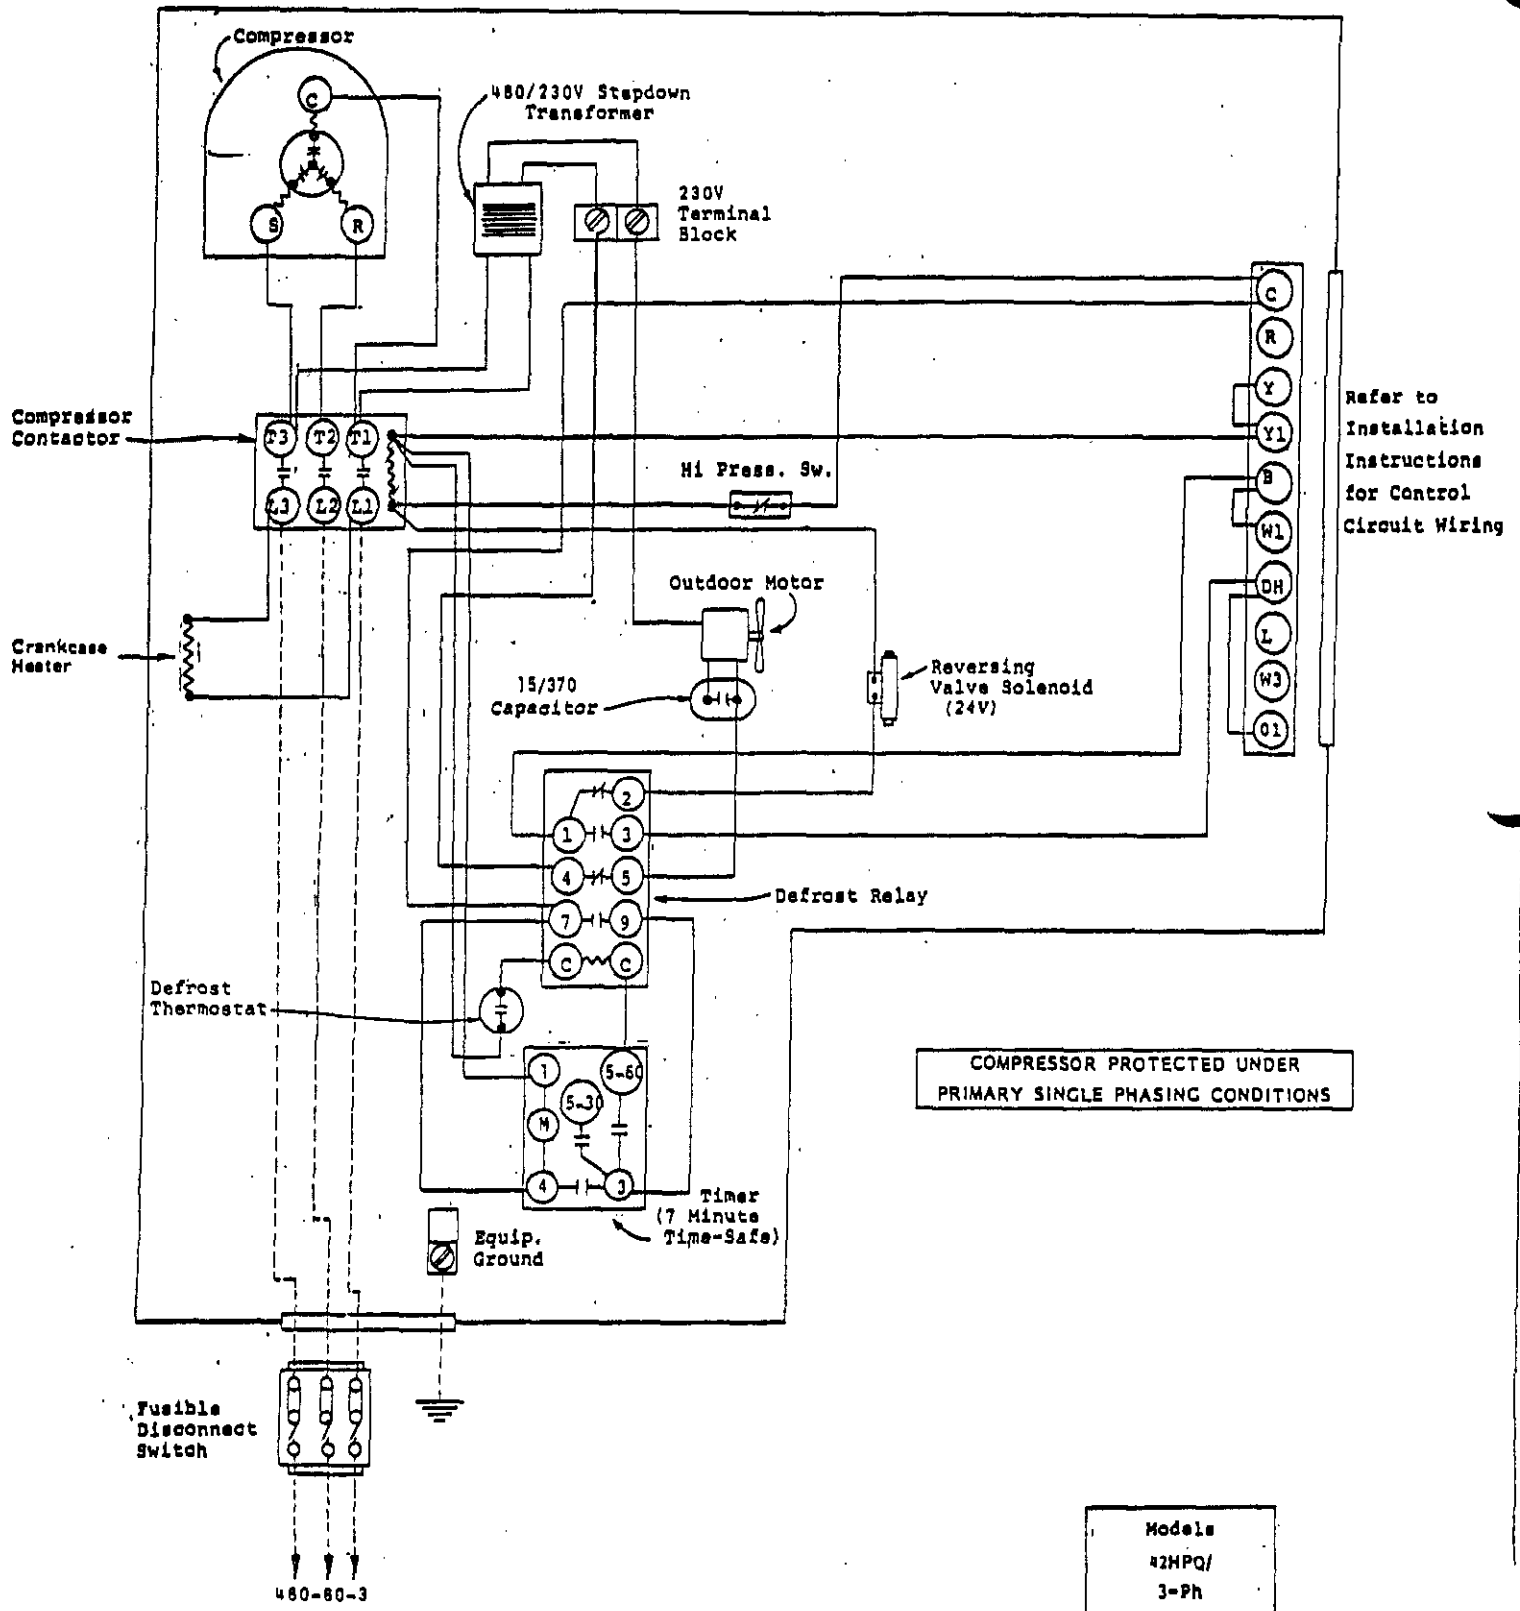 Compressor
C
S
R
460/230V Stepdown
Transformer
230V
Terminal
Block
Compressor
Contactor
T3
T2
T1
L3
L2
L1
Hi Press. Sw.
C
R
Y
Y1
B
W1
DH
L
W3
O1
Refer to
Installation
Instructions
for Control
Circuit Wiring
Crankcase
Heater
Outdoor Motor
15/370
Capacitor
Reversing
Valve Solenoid
(24V)
2
1
3
4
5
7
9
C
C
Defrost Relay
Defrost
Thermostat
1
5-60
5-30
M
4
3
Timer
(7 Minute
Time-Safe)
Equip.
Ground
COMPRESSOR PROTECTED UNDER
PRIMARY SINGLE PHASING CONDITIONS
Fusible
Disconnect
Switch
460-60-3
Models
42HPQ/
3-Ph